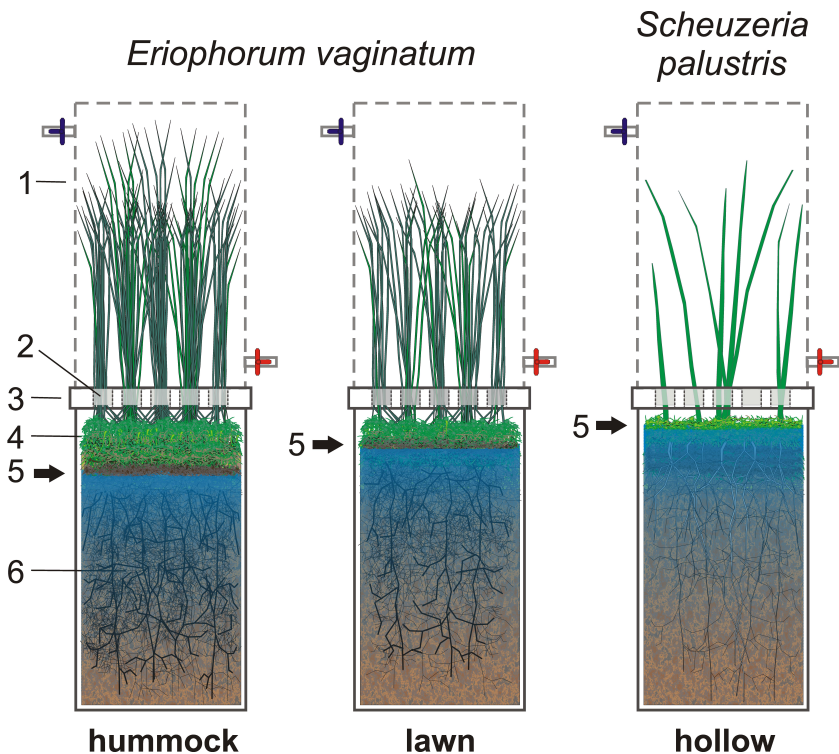 Eriophorum vaginatum
Scheuzeria
palustris
1
2
3
4
5
5
5
6
hummock
lawn
hollow